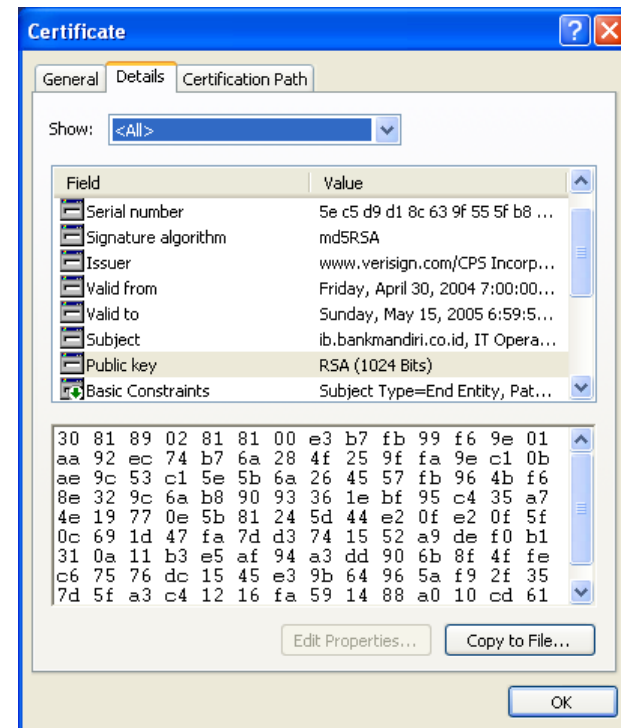 Certificate
General Details Certification Path
Show: <All>
Field Value
Serial number 5e c5 d9 d1 8c 63 9f 55 5f b8 ...
Signature algorithm md5RSA
Issuer www.verisign.com/CPS Incorp...
Valid from Friday, April 30, 2004 7:00:00...
Valid to Sunday, May 15, 2005 6:59:5...
Subject ib.bankmandiri.co.id, IT Opera...
Public key RSA (1024 Bits)
Basic Constraints Subject Type=End Entity, Pat...
30 81 89 02 81 81 00 e3 b7 fb 99 f6 9e 01
aa 92 ec 74 b7 6a 28 4f 25 9f fa 9e c1 0b
ae 9c 53 c1 5e 5b 6a 26 45 57 fb 96 4b f6
8e 32 9c 6a b8 90 93 36 1e bf 95 c4 35 a7
4e 19 77 0e 5b 81 24 5d 44 e2 0f e2 0f 5f
0c 69 1d 47 fa 7d d3 74 15 52 a9 de f0 b1
31 0a 11 b3 e5 af 94 a3 dd 90 6b 8f 4f fe
c6 75 76 dc 15 45 e3 9b 64 96 5a f9 2f 35
7d 5f a3 c4 12 16 fa 59 14 88 a0 10 cd 61
Edit Properties... Copy to File...
OK